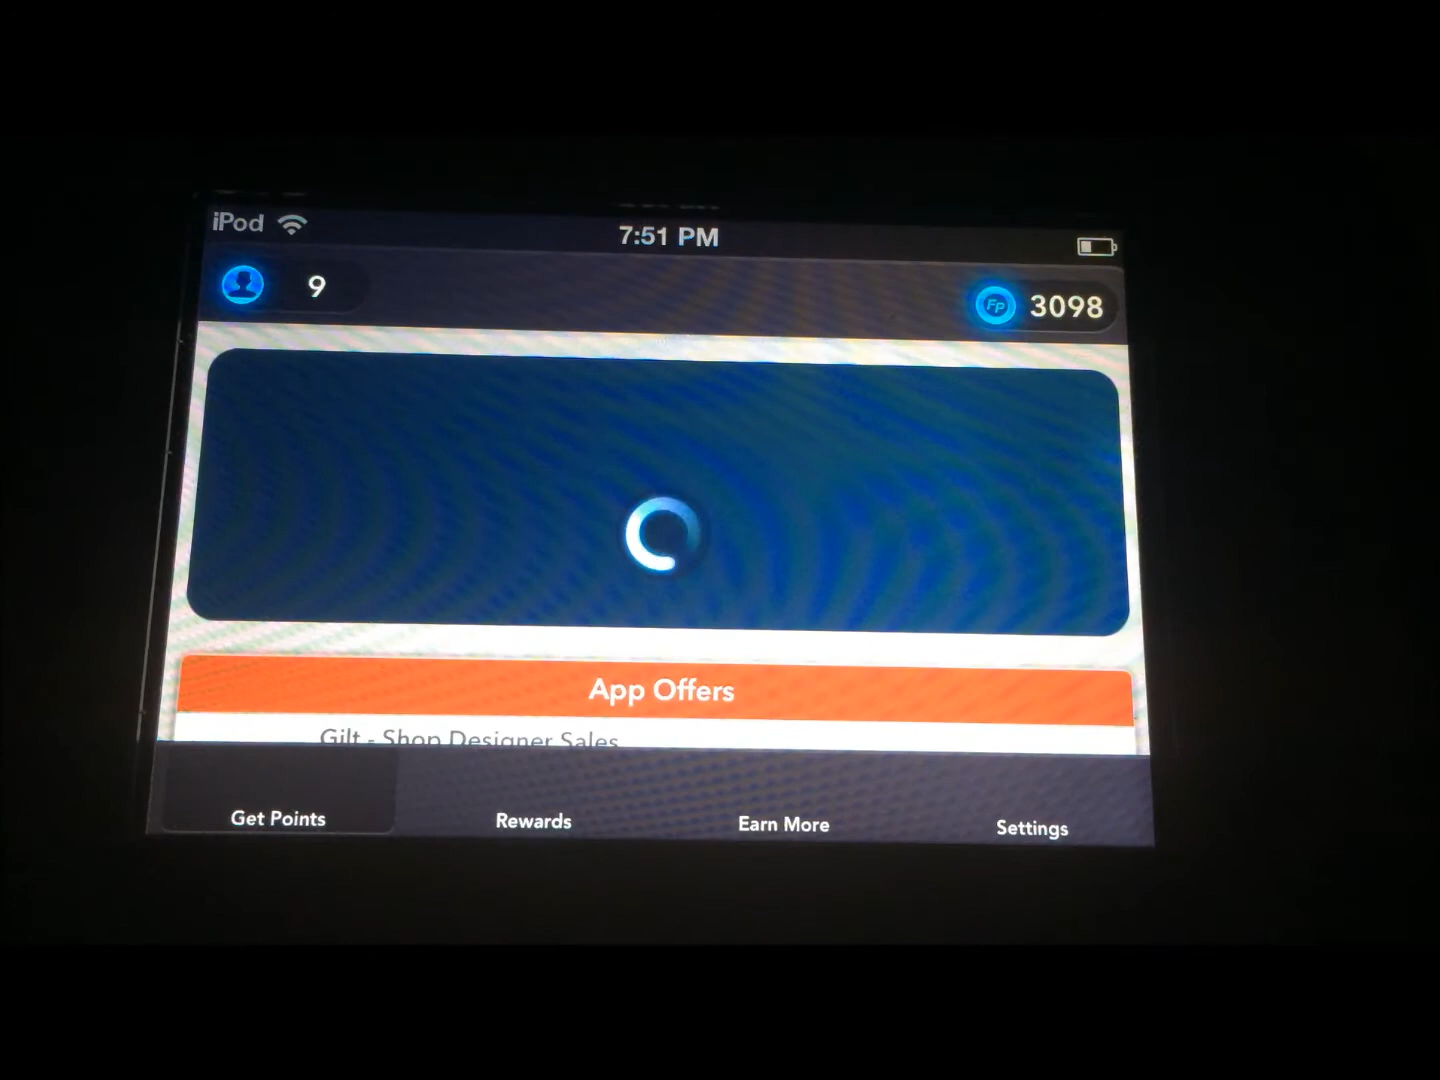 iPod
7:51 PM
9
Fp
3098
App Offers
Gilt - Shop Designer Sales
Get Points
Rewards
Earn More
Settings